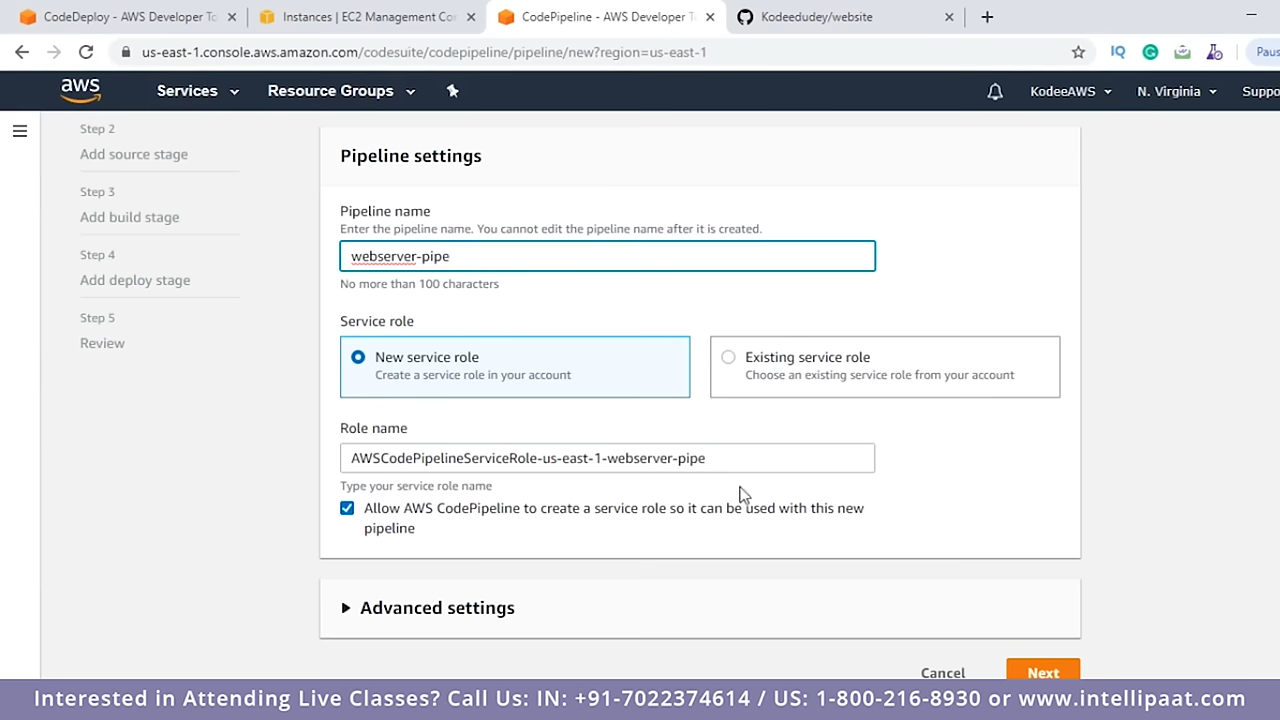 CodeDeploy - AWS Developer To
Instances | EC2 Management Con
CodePipeline - AWS Developer T
Kodeedudey/website
us-east-1.console.aws.amazon.com/codesuite/codepipeline/pipeline/new?region=us-east-1
IQ
G
Paus
aws
Services
Resource Groups
KodeeAWS
N. Virginia
Suppo
Step 2
Add source stage
Step 3
Add build stage
Step 4
Add deploy stage
Step 5
Review
Pipeline settings
Pipeline name
Enter the pipeline name. You cannot edit the pipeline name after it is created.
webserver-pipe
No more than 100 characters
Service role
New service role
Create a service role in your account
Existing service role
Choose an existing service role from your account
Role name
AWSCodePipelineServiceRole-us-east-1-webserver-pipe
Type your service role name
Allow AWS CodePipeline to create a service role so it can be used with this new
pipeline
Advanced settings
Cancel
Next
Interested in Attending Live Classes? Call Us: IN: +91-7022374614 / US: 1-800-216-8930 or www.intellipaat.com